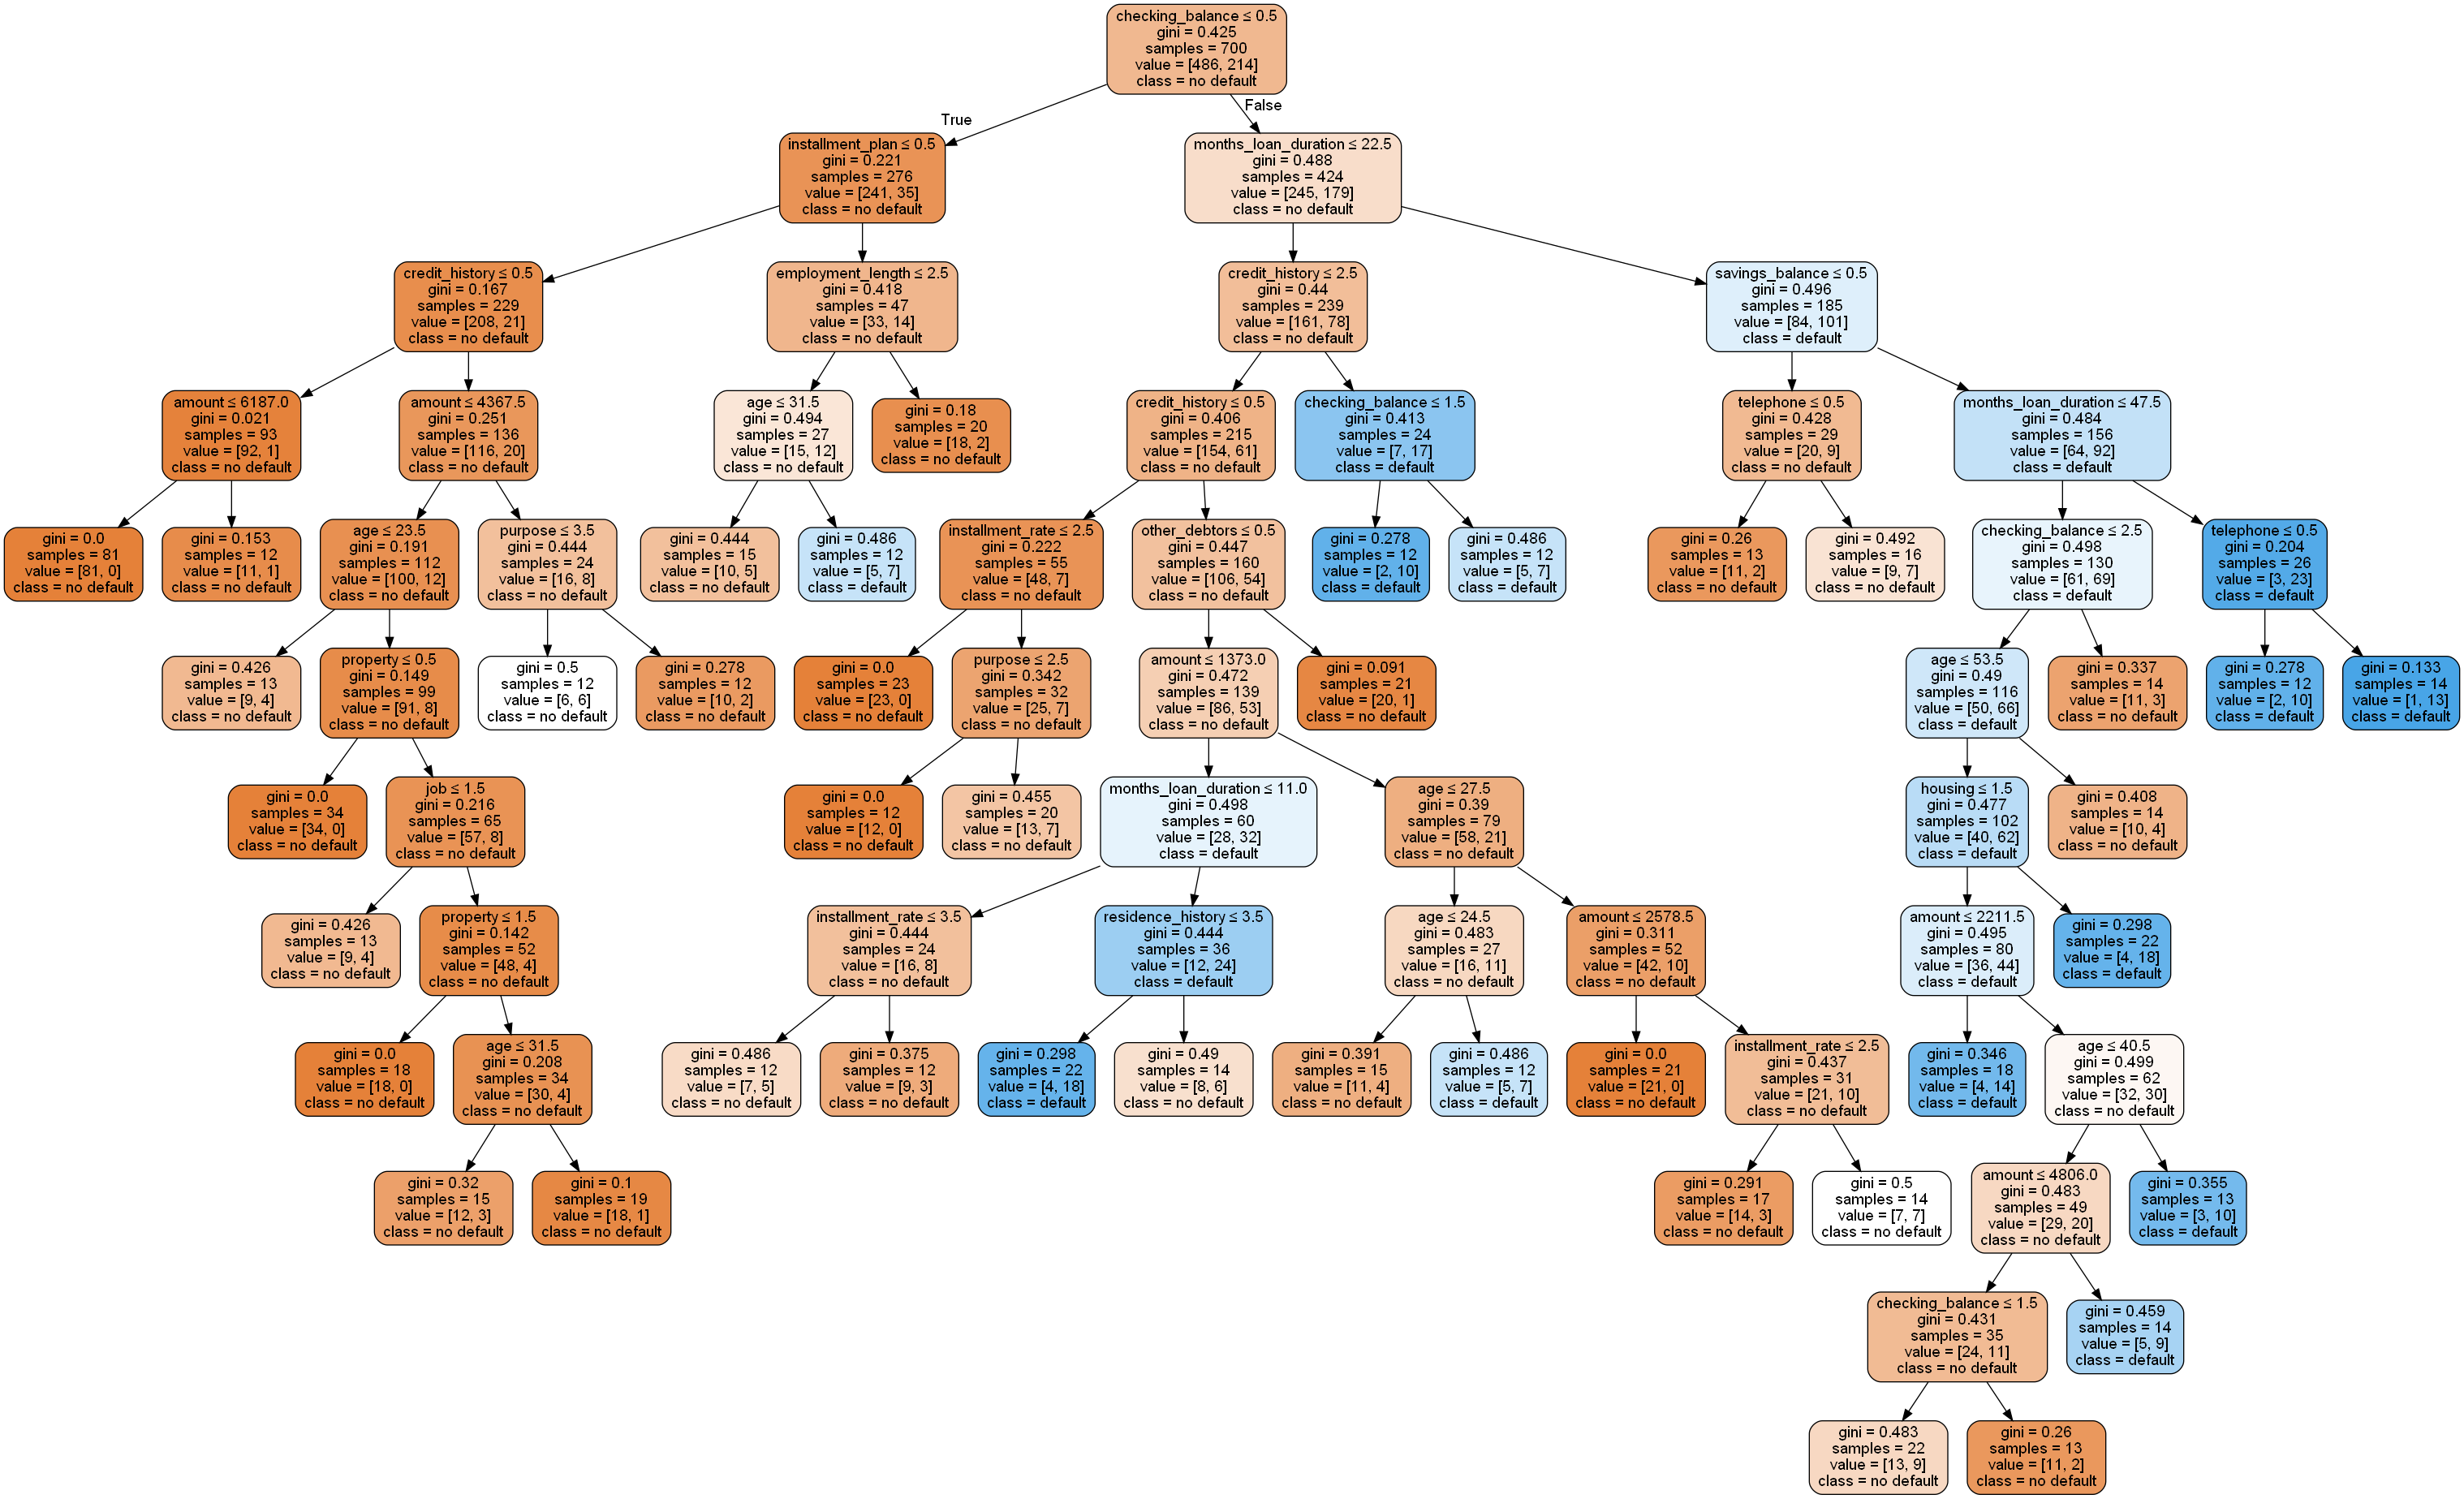 checking_balance ≤ 0.5
gini = 0.425
samples = 700
value = [486, 214]
class = no default
True
False
installment_plan ≤ 0.5
gini = 0.221
samples = 276
value = [241, 35]
class = no default
months_loan_duration ≤ 22.5
gini = 0.488
samples = 424
value = [245, 179]
class = no default
credit_history ≤ 0.5
gini = 0.167
samples = 229
value = [208, 21]
class = no default
employment_length ≤ 2.5
gini = 0.418
samples = 47
value = [33, 14]
class = no default
credit_history ≤ 2.5
gini = 0.44
samples = 239
value = [161, 78]
class = no default
savings_balance ≤ 0.5
gini = 0.496
samples = 185
value = [84, 101]
class = default
amount ≤ 6187.0
gini = 0.021
samples = 93
value = [92, 1]
class = no default
amount ≤ 4367.5
gini = 0.251
samples = 136
value = [116, 20]
class = no default
age ≤ 31.5
gini = 0.494
samples = 27
value = [15, 12]
class = no default
gini = 0.18
samples = 20
value = [18, 2]
class = no default
credit_history ≤ 0.5
gini = 0.406
samples = 215
value = [154, 61]
class = no default
checking_balance ≤ 1.5
gini = 0.413
samples = 24
value = [7, 17]
class = default
telephone ≤ 0.5
gini = 0.428
samples = 29
value = [20, 9]
class = no default
months_loan_duration ≤ 47.5
gini = 0.484
samples = 156
value = [64, 92]
class = default
gini = 0.0
samples = 81
value = [81, 0]
class = no default
gini = 0.153
samples = 12
value = [11, 1]
class = no default
age ≤ 23.5
gini = 0.191
samples = 112
value = [100, 12]
class = no default
purpose ≤ 3.5
gini = 0.444
samples = 24
value = [16, 8]
class = no default
gini = 0.444
samples = 15
value = [10, 5]
class = no default
gini = 0.486
samples = 12
value = [5, 7]
class = default
installment_rate ≤ 2.5
gini = 0.222
samples = 55
value = [48, 7]
class = no default
other_debtors ≤ 0.5
gini = 0.447
samples = 160
value = [106, 54]
class = no default
gini = 0.278
samples = 12
value = [2, 10]
class = default
gini = 0.486
samples = 12
value = [5, 7]
class = default
gini = 0.26
samples = 13
value = [11, 2]
class = no default
gini = 0.492
samples = 16
value = [9, 7]
class = no default
checking_balance ≤ 2.5
gini = 0.498
samples = 130
value = [61, 69]
class = default
telephone ≤ 0.5
gini = 0.204
samples = 26
value = [3, 23]
class = default
gini = 0.426
samples = 13
value = [9, 4]
class = no default
property ≤ 0.5
gini = 0.149
samples = 99
value = [91, 8]
class = no default
gini = 0.5
samples = 12
value = [6, 6]
class = no default
gini = 0.278
samples = 12
value = [10, 2]
class = no default
gini = 0.0
samples = 23
value = [23, 0]
class = no default
purpose ≤ 2.5
gini = 0.342
samples = 32
value = [25, 7]
class = no default
amount ≤ 1373.0
gini = 0.472
samples = 139
value = [86, 53]
class = no default
gini = 0.091
samples = 21
value = [20, 1]
class = no default
age ≤ 53.5
gini = 0.49
samples = 116
value = [50, 66]
class = default
gini = 0.337
samples = 14
value = [11, 3]
class = no default
gini = 0.278
samples = 12
value = [2, 10]
class = default
gini = 0.133
samples = 14
value = [1, 13]
class = default
gini = 0.0
samples = 34
value = [34, 0]
class = no default
job ≤ 1.5
gini = 0.216
samples = 65
value = [57, 8]
class = no default
gini = 0.0
samples = 12
value = [12, 0]
class = no default
gini = 0.455
samples = 20
value = [13, 7]
class = no default
months_loan_duration ≤ 11.0
gini = 0.498
samples = 60
value = [28, 32]
class = default
age ≤ 27.5
gini = 0.39
samples = 79
value = [58, 21]
class = no default
housing ≤ 1.5
gini = 0.477
samples = 102
value = [40, 62]
class = default
gini = 0.408
samples = 14
value = [10, 4]
class = no default
gini = 0.426
samples = 13
value = [9, 4]
class = no default
property ≤ 1.5
gini = 0.142
samples = 52
value = [48, 4]
class = no default
installment_rate ≤ 3.5
gini = 0.444
samples = 24
value = [16, 8]
class = no default
residence_history ≤ 3.5
gini = 0.444
samples = 36
value = [12, 24]
class = default
age ≤ 24.5
gini = 0.483
samples = 27
value = [16, 11]
class = no default
amount ≤ 2578.5
gini = 0.311
samples = 52
value = [42, 10]
class = no default
amount ≤ 2211.5
gini = 0.495
samples = 80
value = [36, 44]
class = default
gini = 0.298
samples = 22
value = [4, 18]
class = default
gini = 0.0
samples = 18
value = [18, 0]
class = no default
age ≤ 31.5
gini = 0.208
samples = 34
value = [30, 4]
class = no default
gini = 0.486
samples = 12
value = [7, 5]
class = no default
gini = 0.375
samples = 12
value = [9, 3]
class = no default
gini = 0.298
samples = 22
value = [4, 18]
class = default
gini = 0.49
samples = 14
value = [8, 6]
class = no default
gini = 0.391
samples = 15
value = [11, 4]
class = no default
gini = 0.486
samples = 12
value = [5, 7]
class = default
gini = 0.0
samples = 21
value = [21, 0]
class = no default
installment_rate ≤ 2.5
gini = 0.437
samples = 31
value = [21, 10]
class = no default
gini = 0.346
samples = 18
value = [4, 14]
class = default
age ≤ 40.5
gini = 0.499
samples = 62
value = [32, 30]
class = no default
gini = 0.32
samples = 15
value = [12, 3]
class = no default
gini = 0.1
samples = 19
value = [18, 1]
class = no default
gini = 0.291
samples = 17
value = [14, 3]
class = no default
gini = 0.5
samples = 14
value = [7, 7]
class = no default
amount ≤ 4806.0
gini = 0.483
samples = 49
value = [29, 20]
class = no default
gini = 0.355
samples = 13
value = [3, 10]
class = default
checking_balance ≤ 1.5
gini = 0.431
samples = 35
value = [24, 11]
class = no default
gini = 0.459
samples = 14
value = [5, 9]
class = default
gini = 0.483
samples = 22
value = [13, 9]
class = no default
gini = 0.26
samples = 13
value = [11, 2]
class = no default